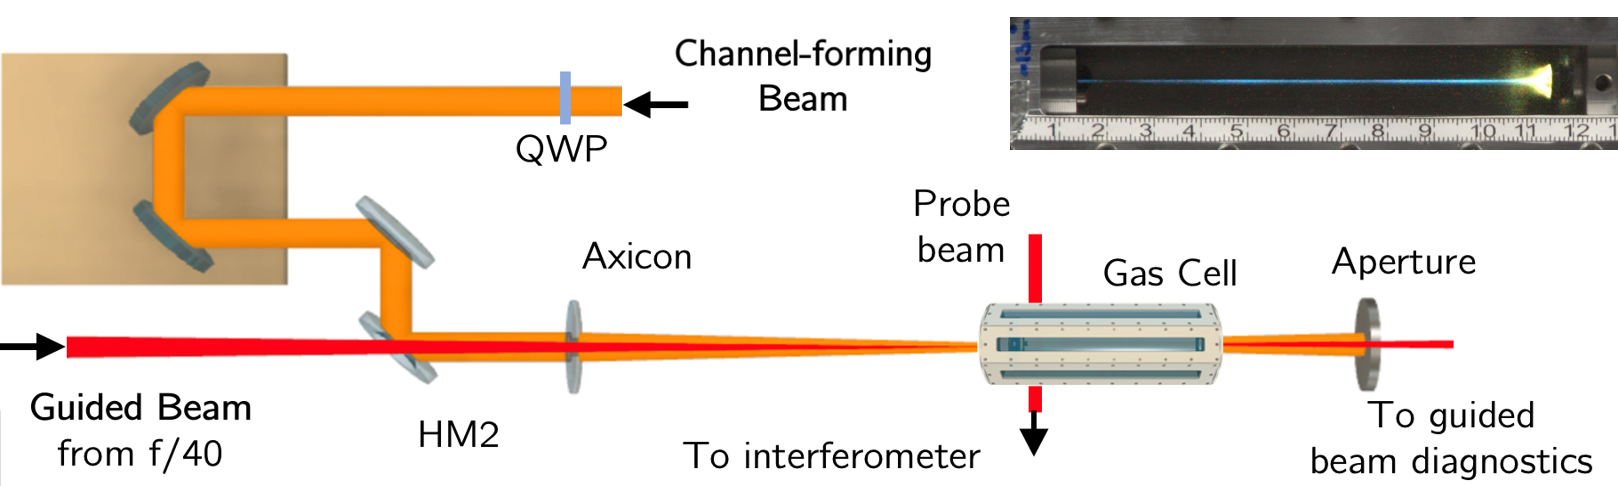 Channel-forming
Beam
QWP
1 2 3 4 5 6 7 8 9 10 11 12
Probe
beam
Axicon
Gas Cell
Aperture
Guided Beam
from f/40
HM2
To interferometer
To guided
beam diagnostics